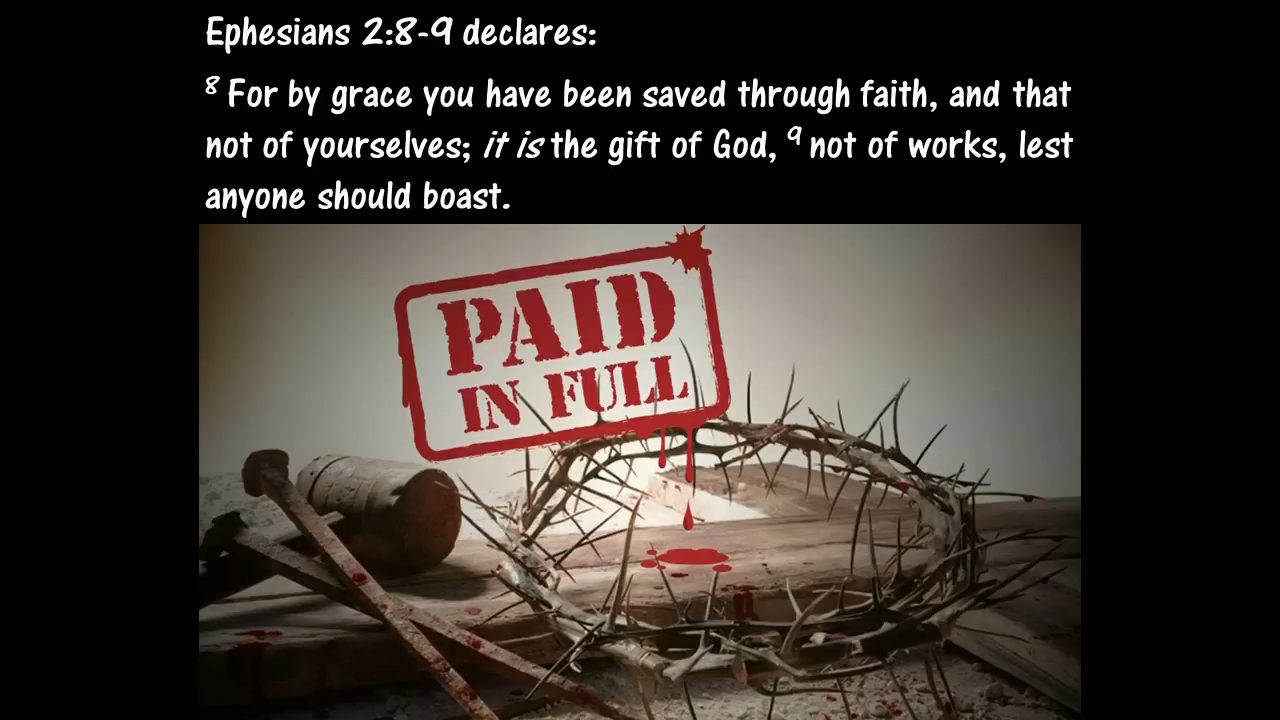 Ephesians 2:8-9 declares:
8 For by grace you have been saved through faith, and that
not of yourselves; it is the gift of God, 9 not of works, lest
anyone should boast.
PAID
IN FULL